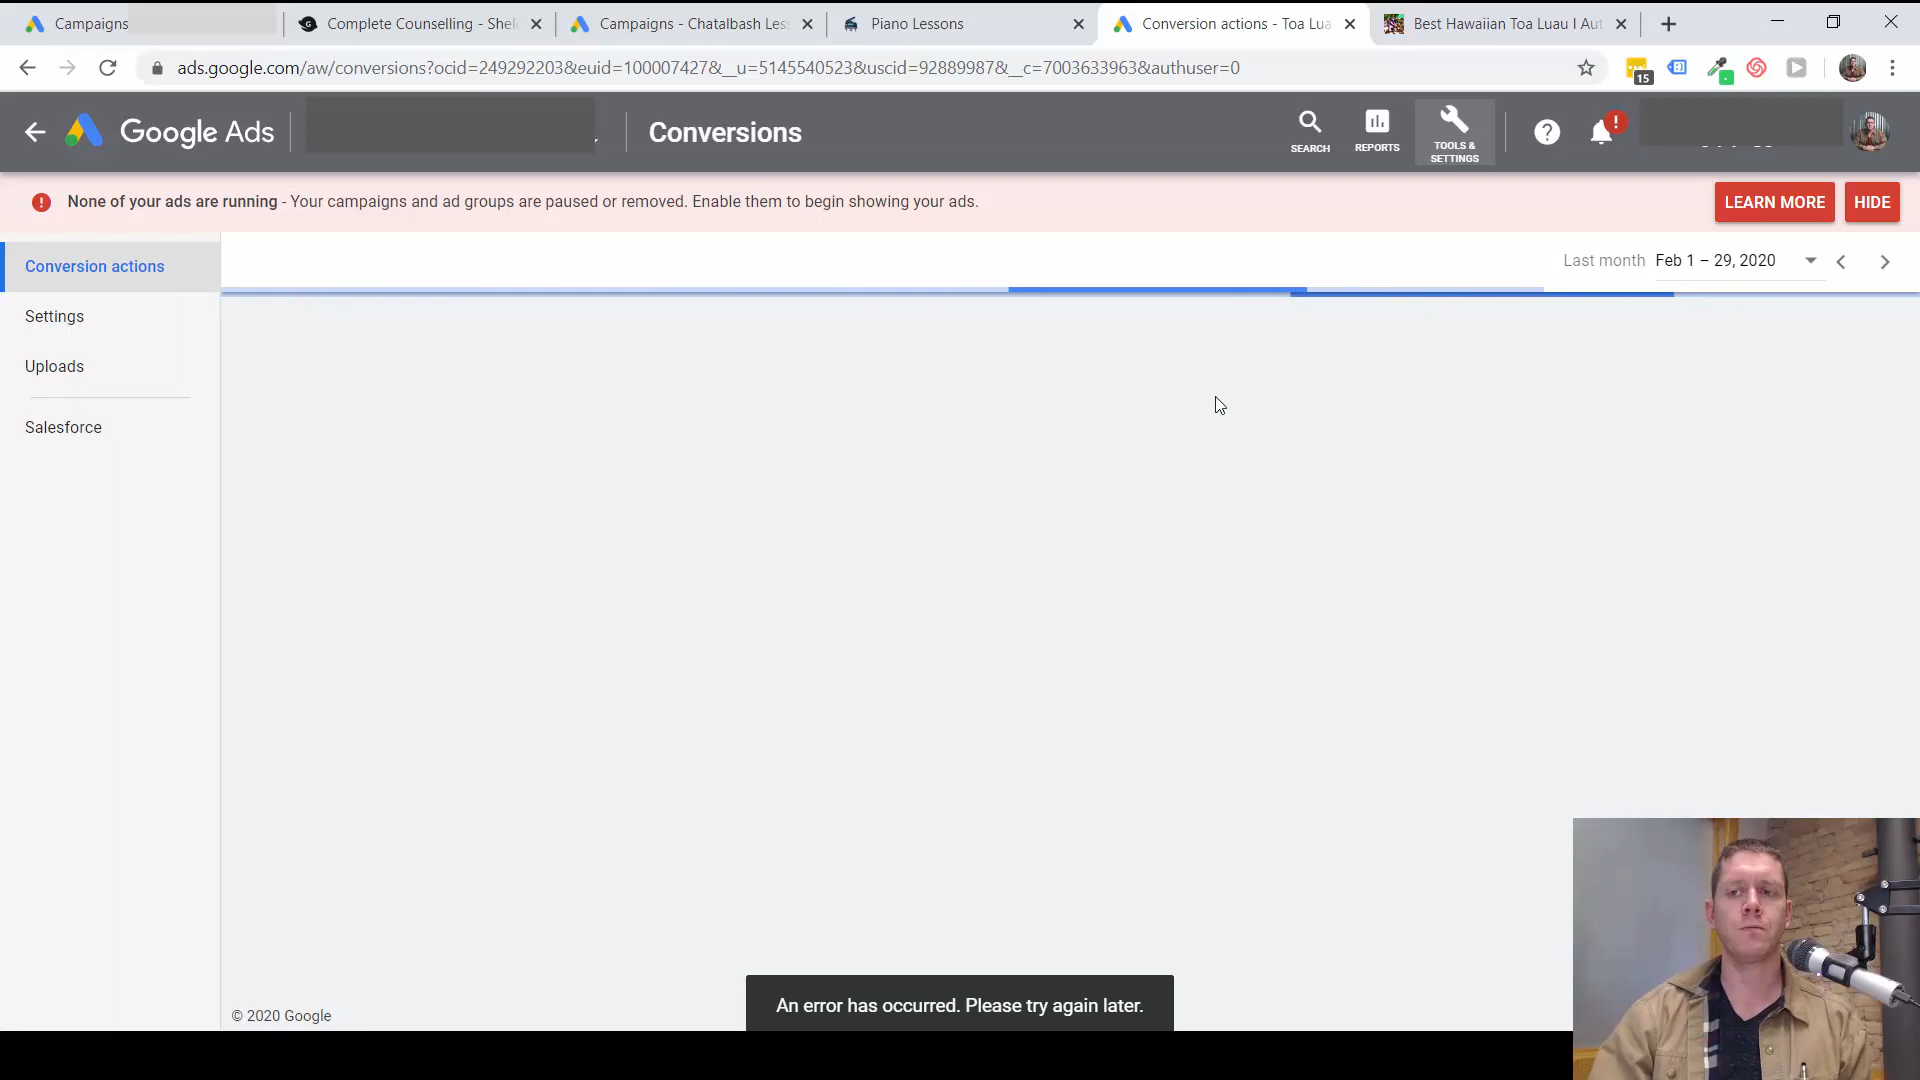 Campaigns
Complete Counselling - Shel
Campaigns - Chatalbash Less
Piano Lessons
Conversion actions - Toa Lua
Best Hawaiian Toa Luau I Aut
ads.google.com/aw/conversions?ocid=249292203&euid=100007427&__u=5145540523&uscid=92889987&__c=7003633963&authuser=0
15
Google Ads
Conversions
SEARCH
REPORTS
TOOLS &
SETTINGS
None of your ads are running - Your campaigns and ad groups are paused or removed. Enable them to begin showing your ads.
LEARN MORE
HIDE
Conversion actions
Last month Feb 1 – 29, 2020
Settings
Uploads
Salesforce
An error has occurred. Please try again later.
© 2020 Google